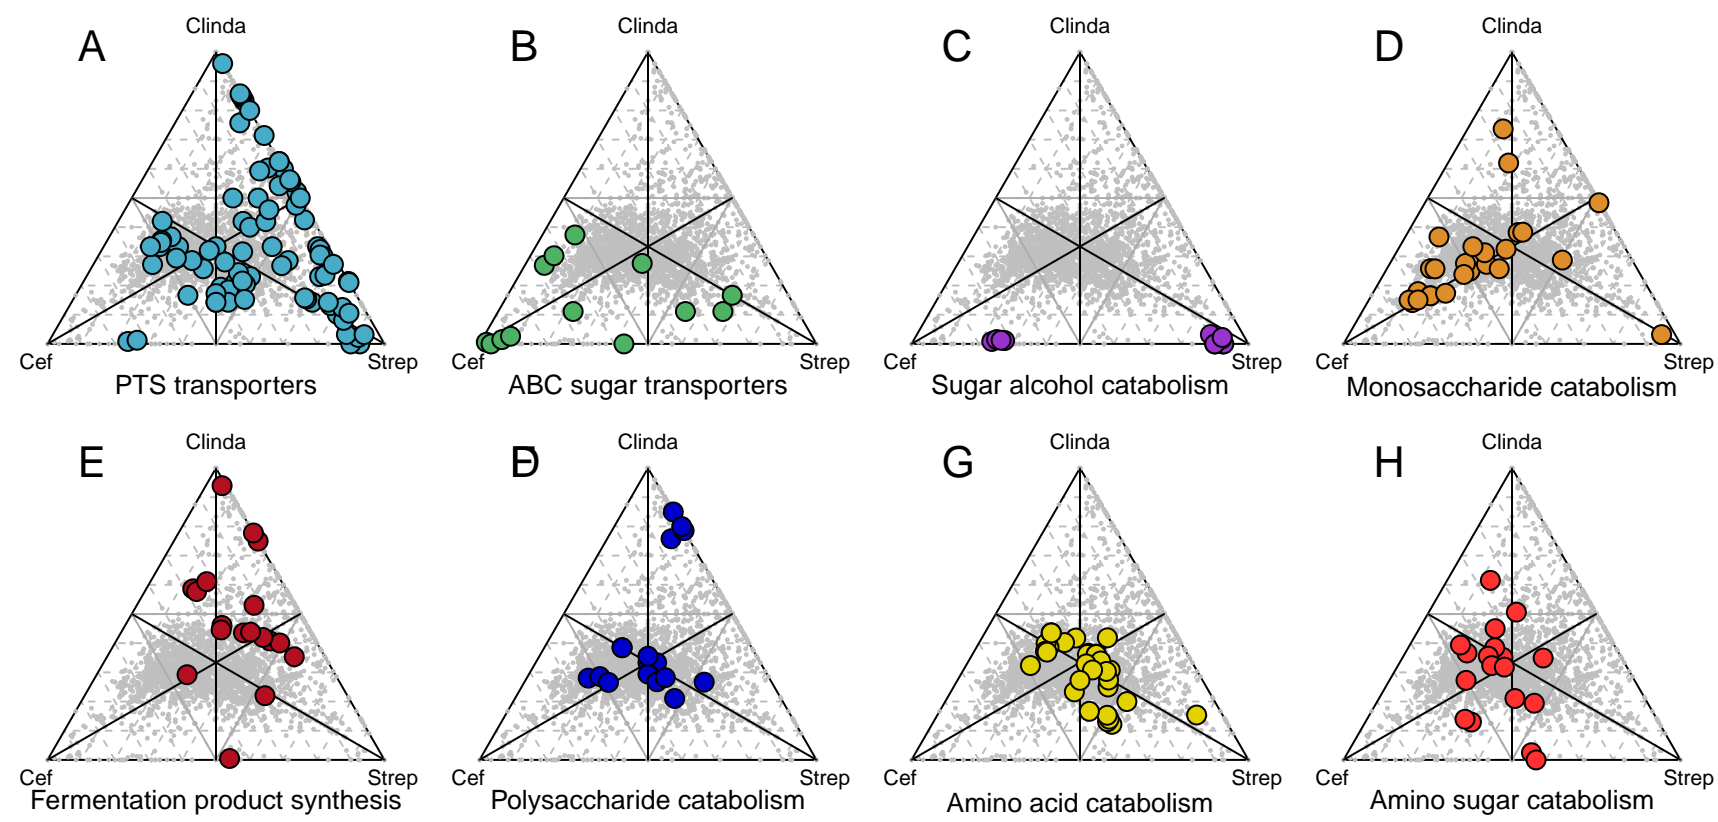 A
Clinda
Cef
Strep
PTS transporters
B
Clinda
Cef
Strep
ABC sugar transporters
C
Clinda
Cef
Strep
Sugar alcohol catabolism
D
Clinda
Cef
Strep
Monosaccharide catabolism
E
Clinda
Cef
Strep
Fermentation product synthesis
Clinda
Cef
Strep
Polysaccharide catabolism
G
Clinda
Cef
Strep
Amino acid catabolism
H
Clinda
Cef
Strep
Amino sugar catabolism